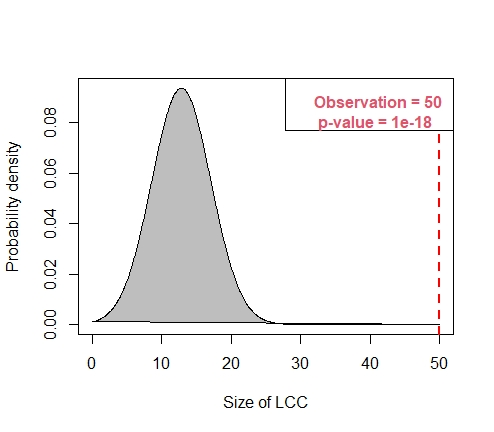 Observation = 50
p-value = 1e-18
Probability density
0.08
0.06
0.04
0.02
0.00
0 10 20 30 40 50
Size of LCC